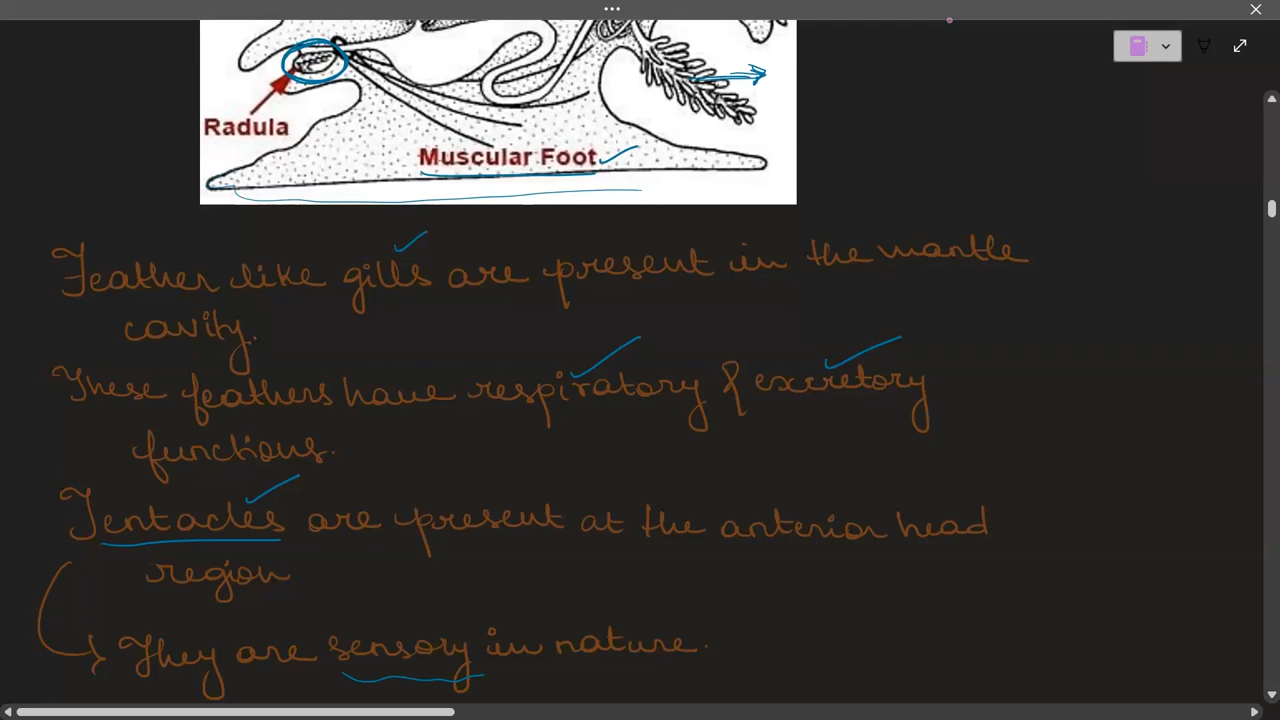 Radula
Muscular Foot
Feather like gills are present in the mantle
cavity.
These feathers have respiratory & excretory
functions.
Tentacles are present at the anterior head
region
They are sensory in nature.